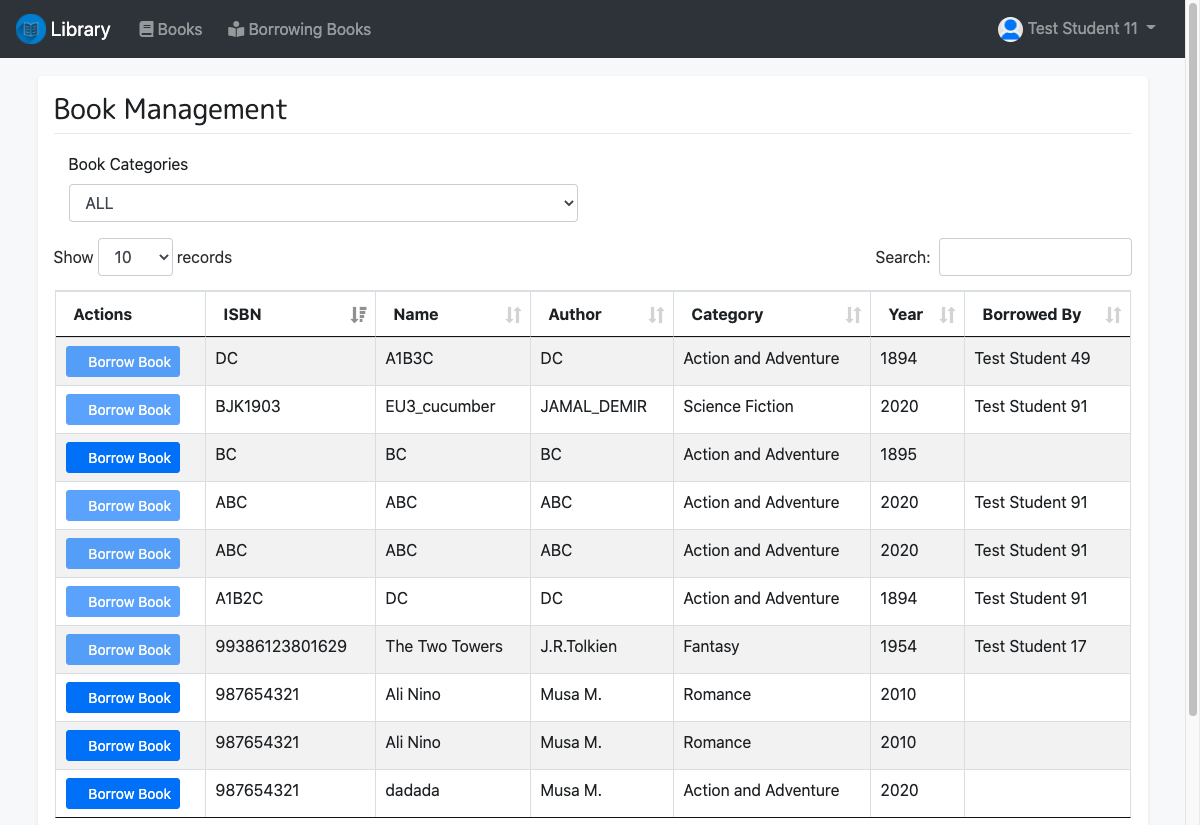 Library Books Borrowing Books Test Student 11
Book Management
Book Categories
ALL
Show 10 records Search:
Actions ISBN Name Author Category Year Borrowed By
Borrow Book DC A1B3C DC Action and Adventure 1894 Test Student 49
Borrow Book BJK1903 EU3_cucumber JAMAL_DEMIR Science Fiction 2020 Test Student 91
Borrow Book BC BC BC Action and Adventure 1895
Borrow Book ABC ABC ABC Action and Adventure 2020 Test Student 91
Borrow Book ABC ABC ABC Action and Adventure 2020 Test Student 91
Borrow Book A1B2C DC DC Action and Adventure 1894 Test Student 91
Borrow Book 99386123801629 The Two Towers J.R.Tolkien Fantasy 1954 Test Student 17
Borrow Book 987654321 Ali Nino Musa M. Romance 2010
Borrow Book 987654321 Ali Nino Musa M. Romance 2010
Borrow Book 987654321 dadada Musa M. Action and Adventure 2020